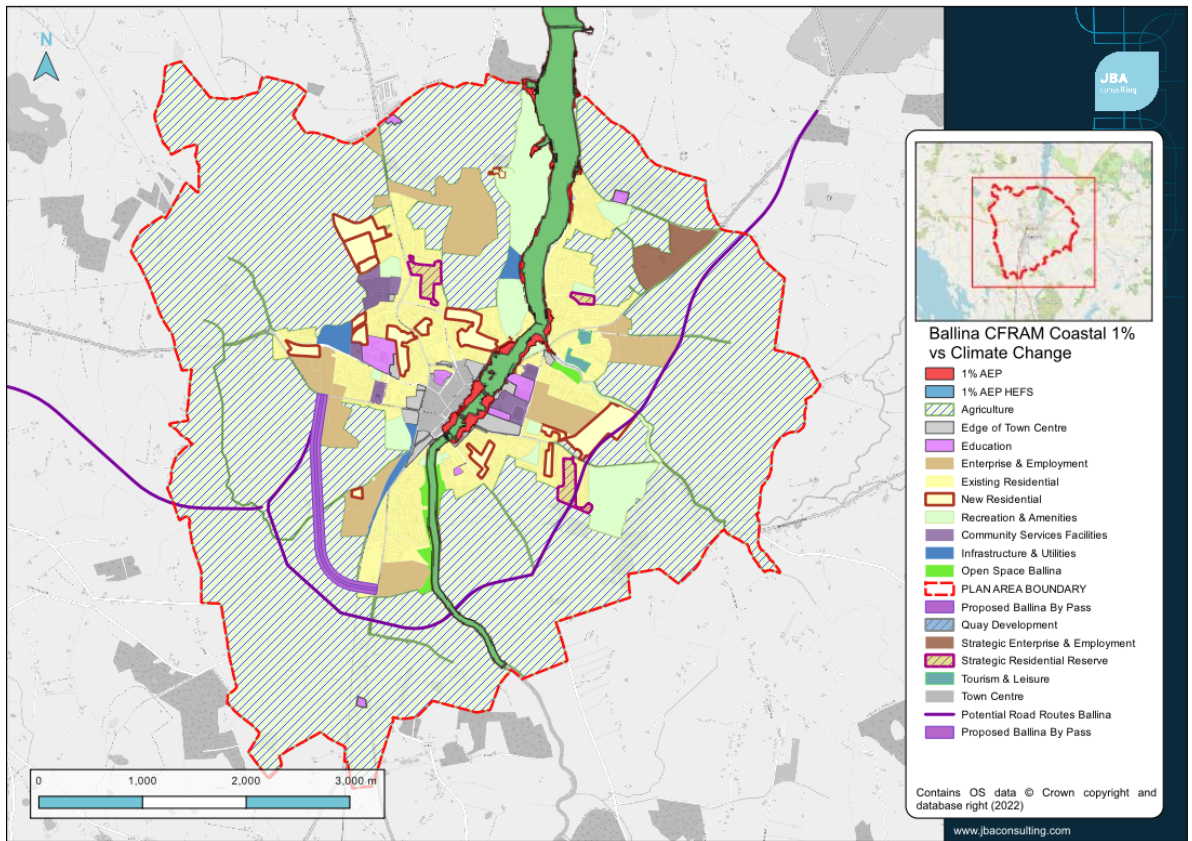 N
JBA
consulting
Ballina CFRAM Coastal 1%
vs Climate Change
1% AEP
1% AEP HEFS
Agriculture
Edge of Town Centre
Education
Enterprise & Employment
Existing Residential
New Residential
Recreation & Amenities
Community Services Facilities
Infrastructure & Utilities
Open Space Ballina
PLAN AREA BOUNDARY
Proposed Ballina By Pass
Quay Development
Strategic Enterprise & Employment
Strategic Residential Reserve
Tourism & Leisure
Town Centre
Potential Road Routes Ballina
Proposed Ballina By Pass
0 1,000 2,000 3,000 m
Contains OS data © Crown copyright and
database right (2022)
www.jbaconsulting.com